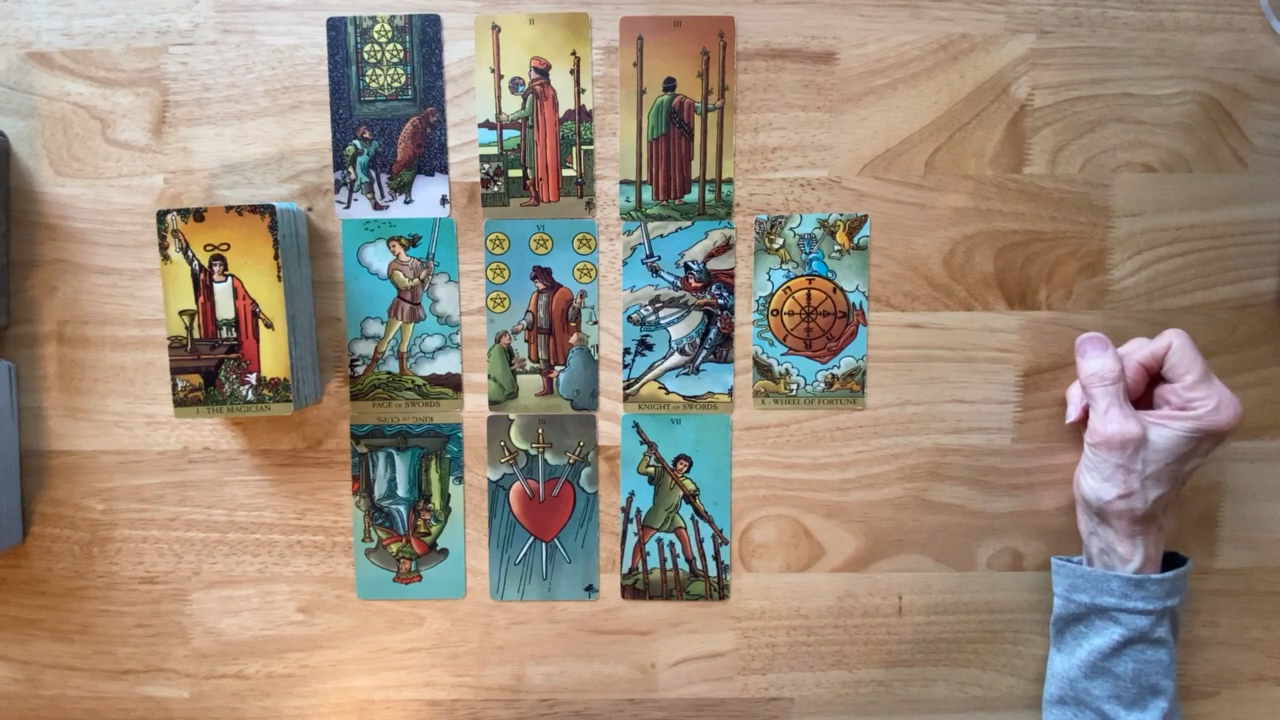 II
III
VI
I · THE MAGICIAN
PAGE OF SWORDS
KNIGHT OF SWORDS
X · WHEEL OF FORTUNE
KING OF CUPS
III
VII